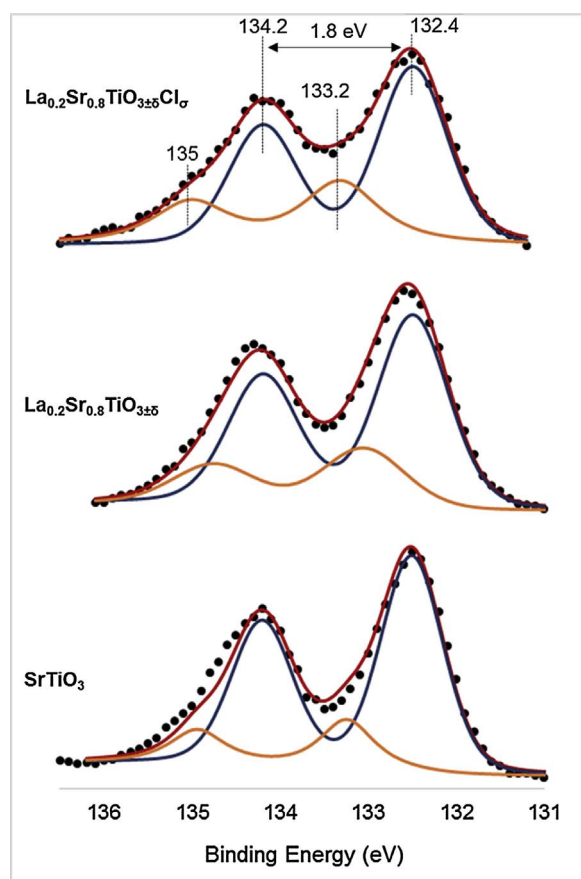 134.2 1.8 eV 132.4
La₀.₂Sr₀.₈TiO₃±δClσ
133.2
135
La₀.₂Sr₀.₈TiO₃±δ
SrTiO₃
136 135 134 133 132 131
Binding Energy (eV)